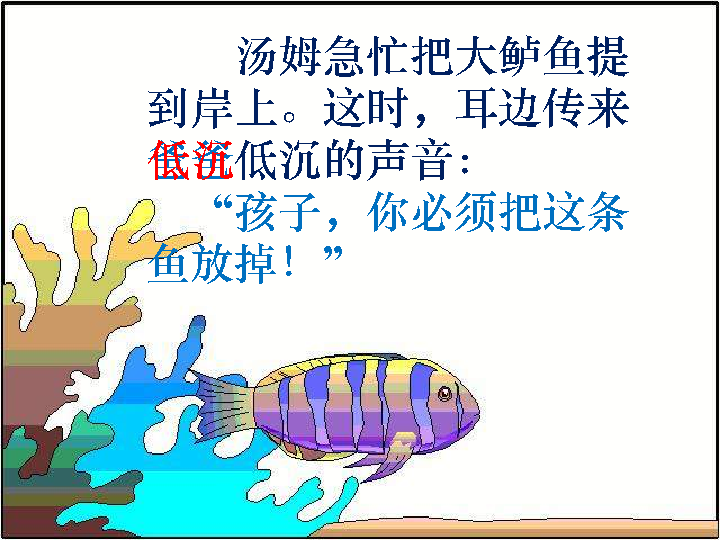 汤姆急忙把大鲈鱼提
到岸上。这时，耳边传来
低沉低沉的声音：
“孩子，你必须把这条
鱼放掉！”